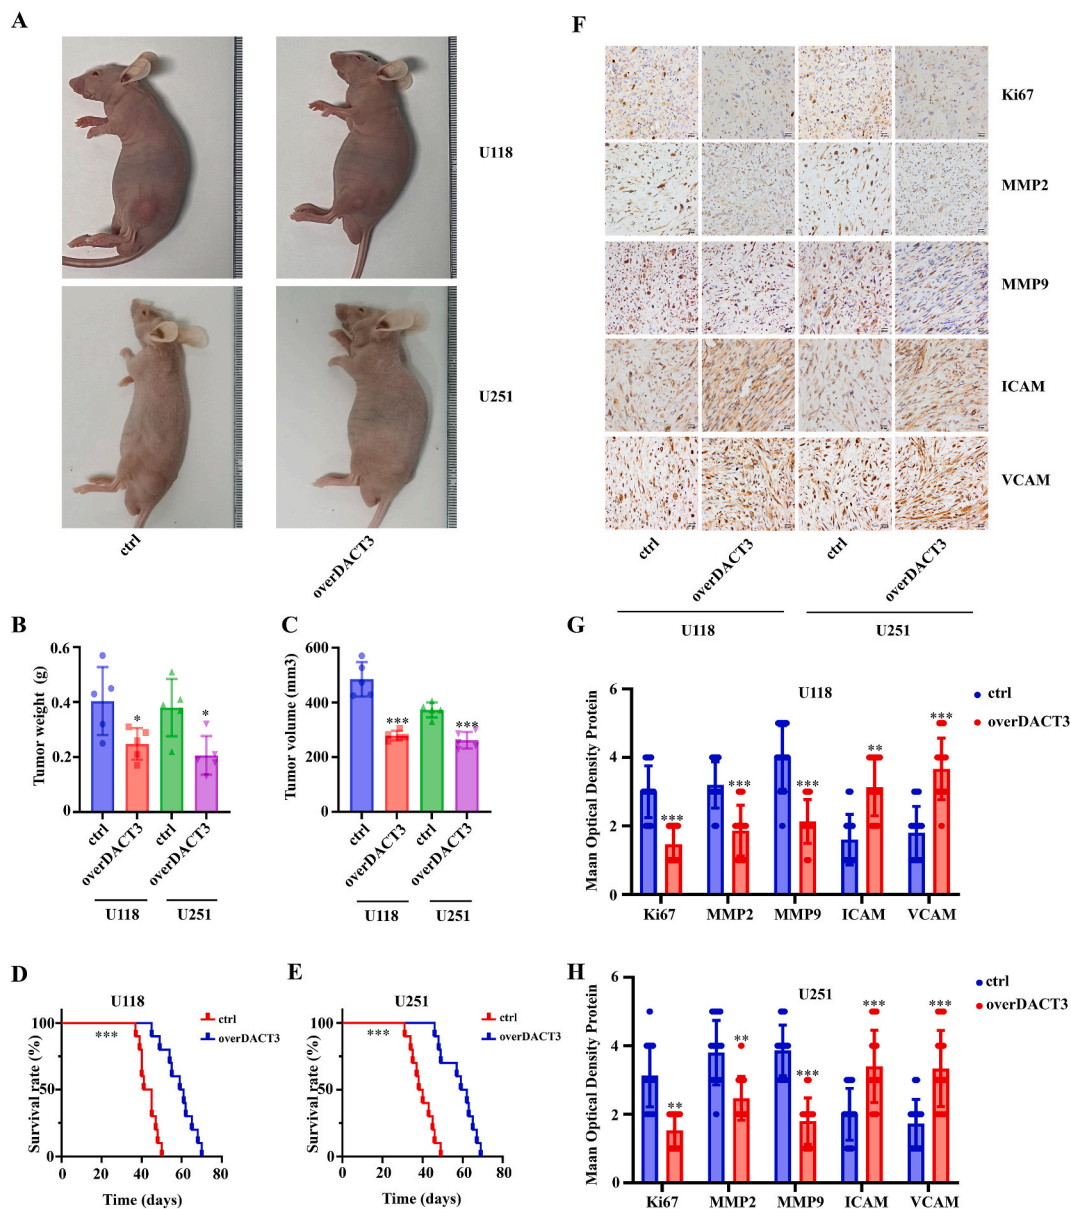 A
U118
U251
ctrl
overDACT3
F
Ki67
MMP2
MMP9
ICAM
VCAM
ctrl
overDACT3
ctrl
overDACT3
U118
U251
B
Tumor weight (g)
0.6
0.4
0.2
0
*
*
ctrl
overDACT3
ctrl
overDACT3
U118
U251
C
Tumor volume (mm3)
600
400
200
0
***
***
ctrl
overDACT3
ctrl
overDACT3
U118
U251
D
U118
ctrl
overDACT3
***
Survival rate (%)
100
50
0
0 20 40 60 80
Time (days)
E
U251
ctrl
overDACT3
***
Survival rate (%)
100
50
0
0 20 40 60 80
Time (days)
G
U118
ctrl
overDACT3
Maan Optical Density Protein
6
4
2
0
*** *** *** ** ***
Ki67 MMP2 MMP9 ICAM VCAM
H
U251
ctrl
overDACT3
Maan Optical Density Protein
6
4
2
0
** ** *** *** ***
Ki67 MMP2 MMP9 ICAM VCAM